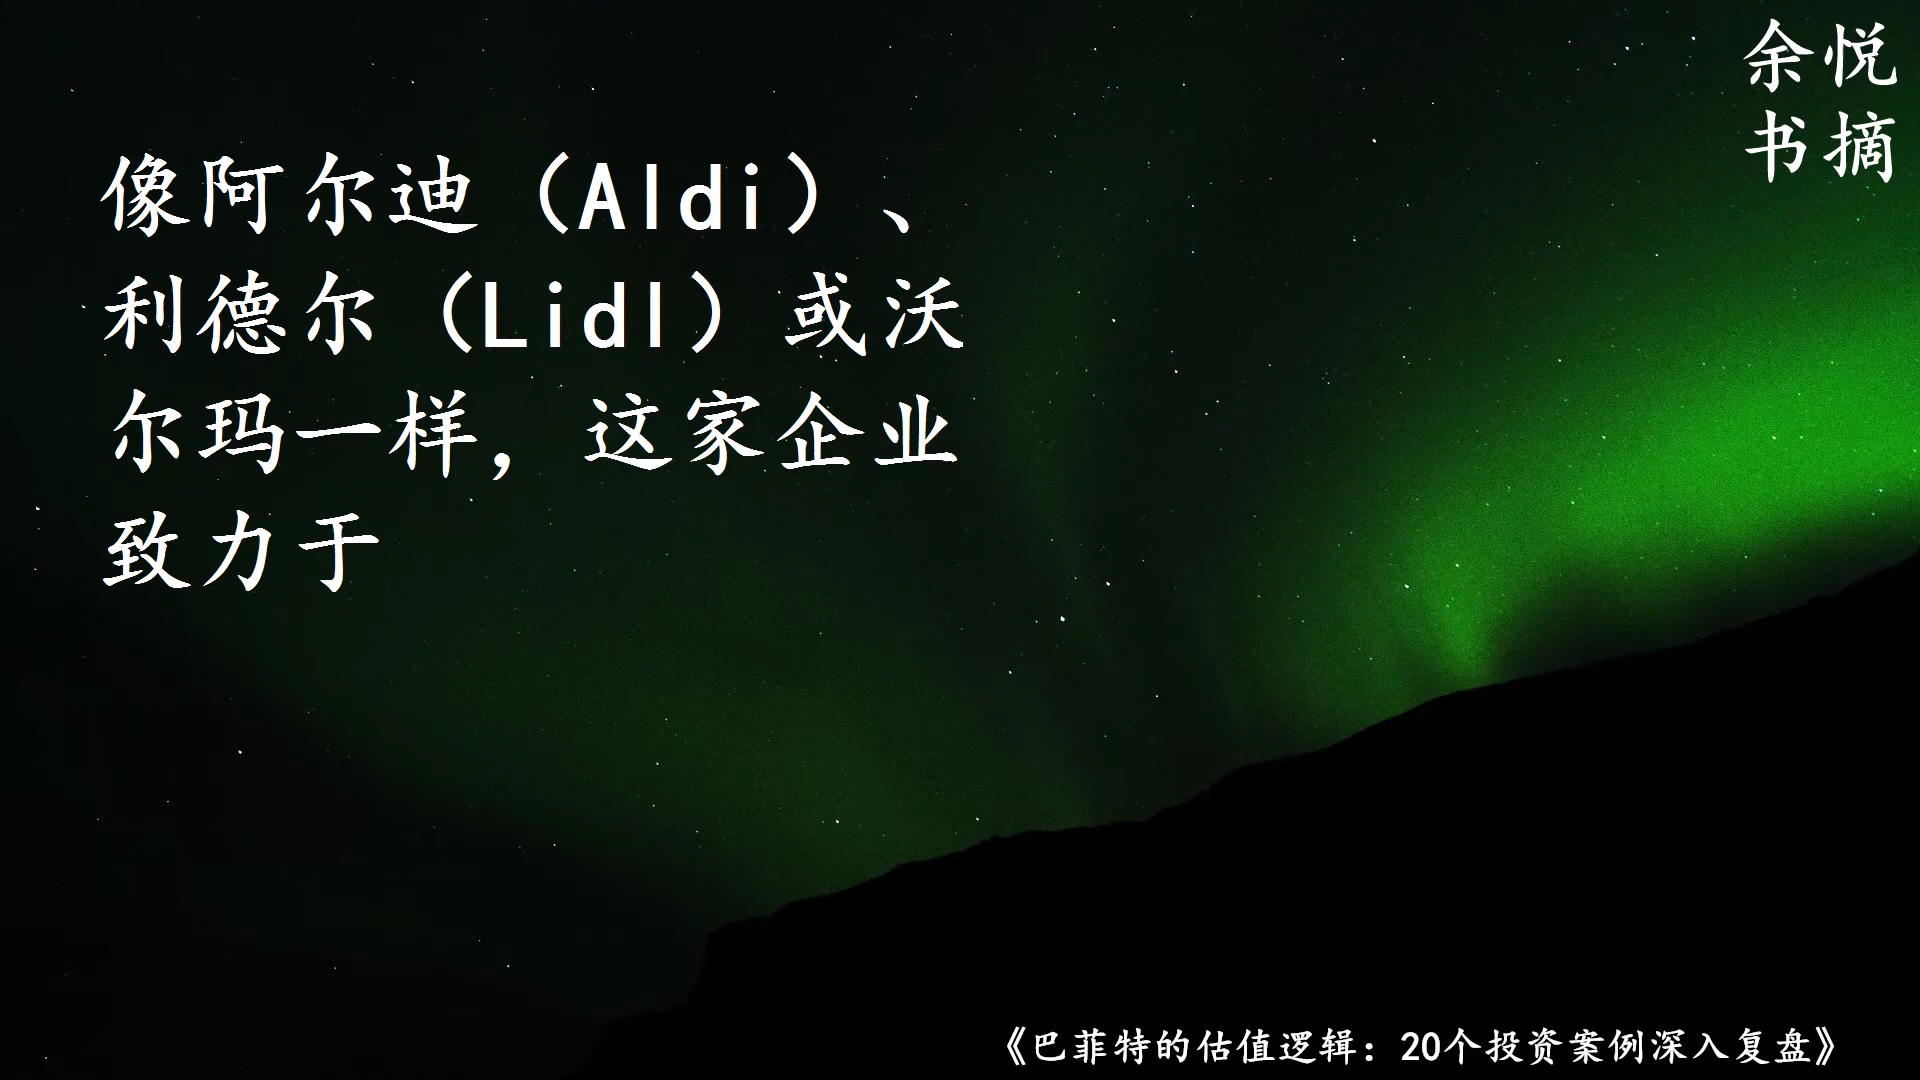 余悦
书摘
像阿尔迪（Aldi）、
利德尔（Lidl）或沃
尔玛一样，这家企业
致力于
《巴菲特的估值逻辑：20个投资案例深入复盘》